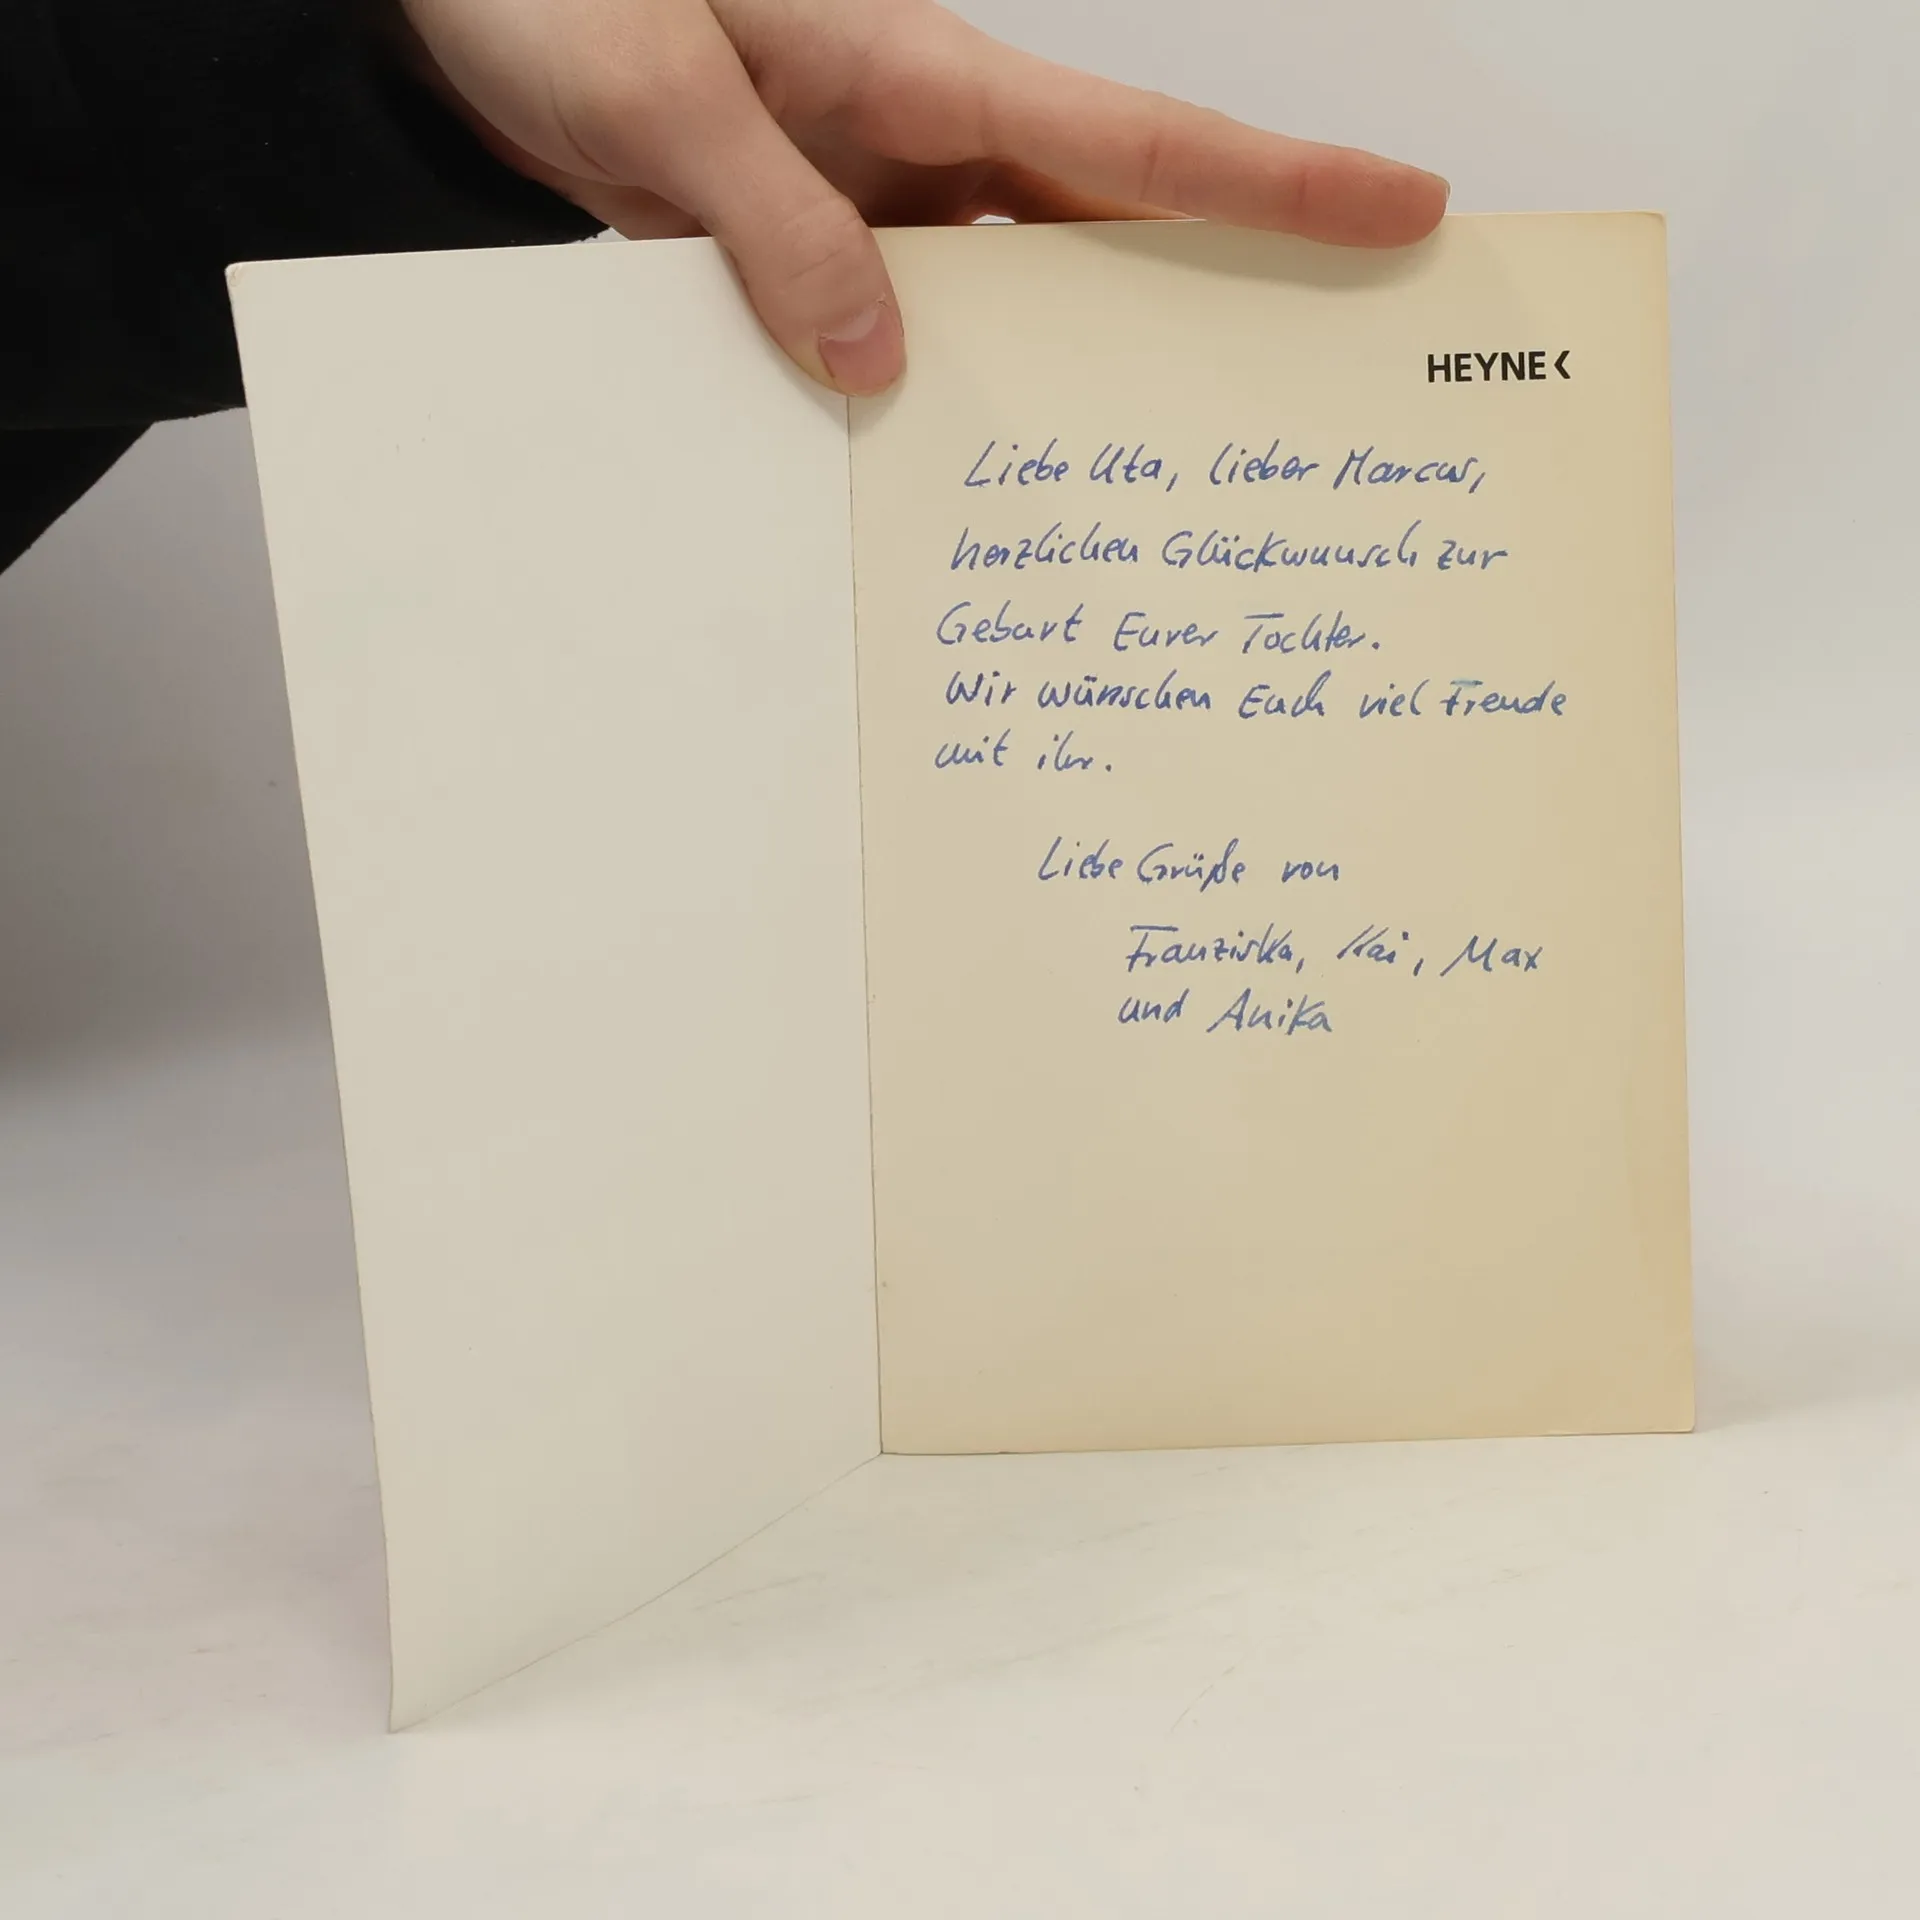 HEYNE<
Liebe Uta, lieber Marcus,
herzlichen Glückwunsch zur
Geburt Eurer Tochter.
Wir wünschen Euch viel Freude
mit ihr.
Liebe Grüße von
Franziska, Kai, Max
und Anika